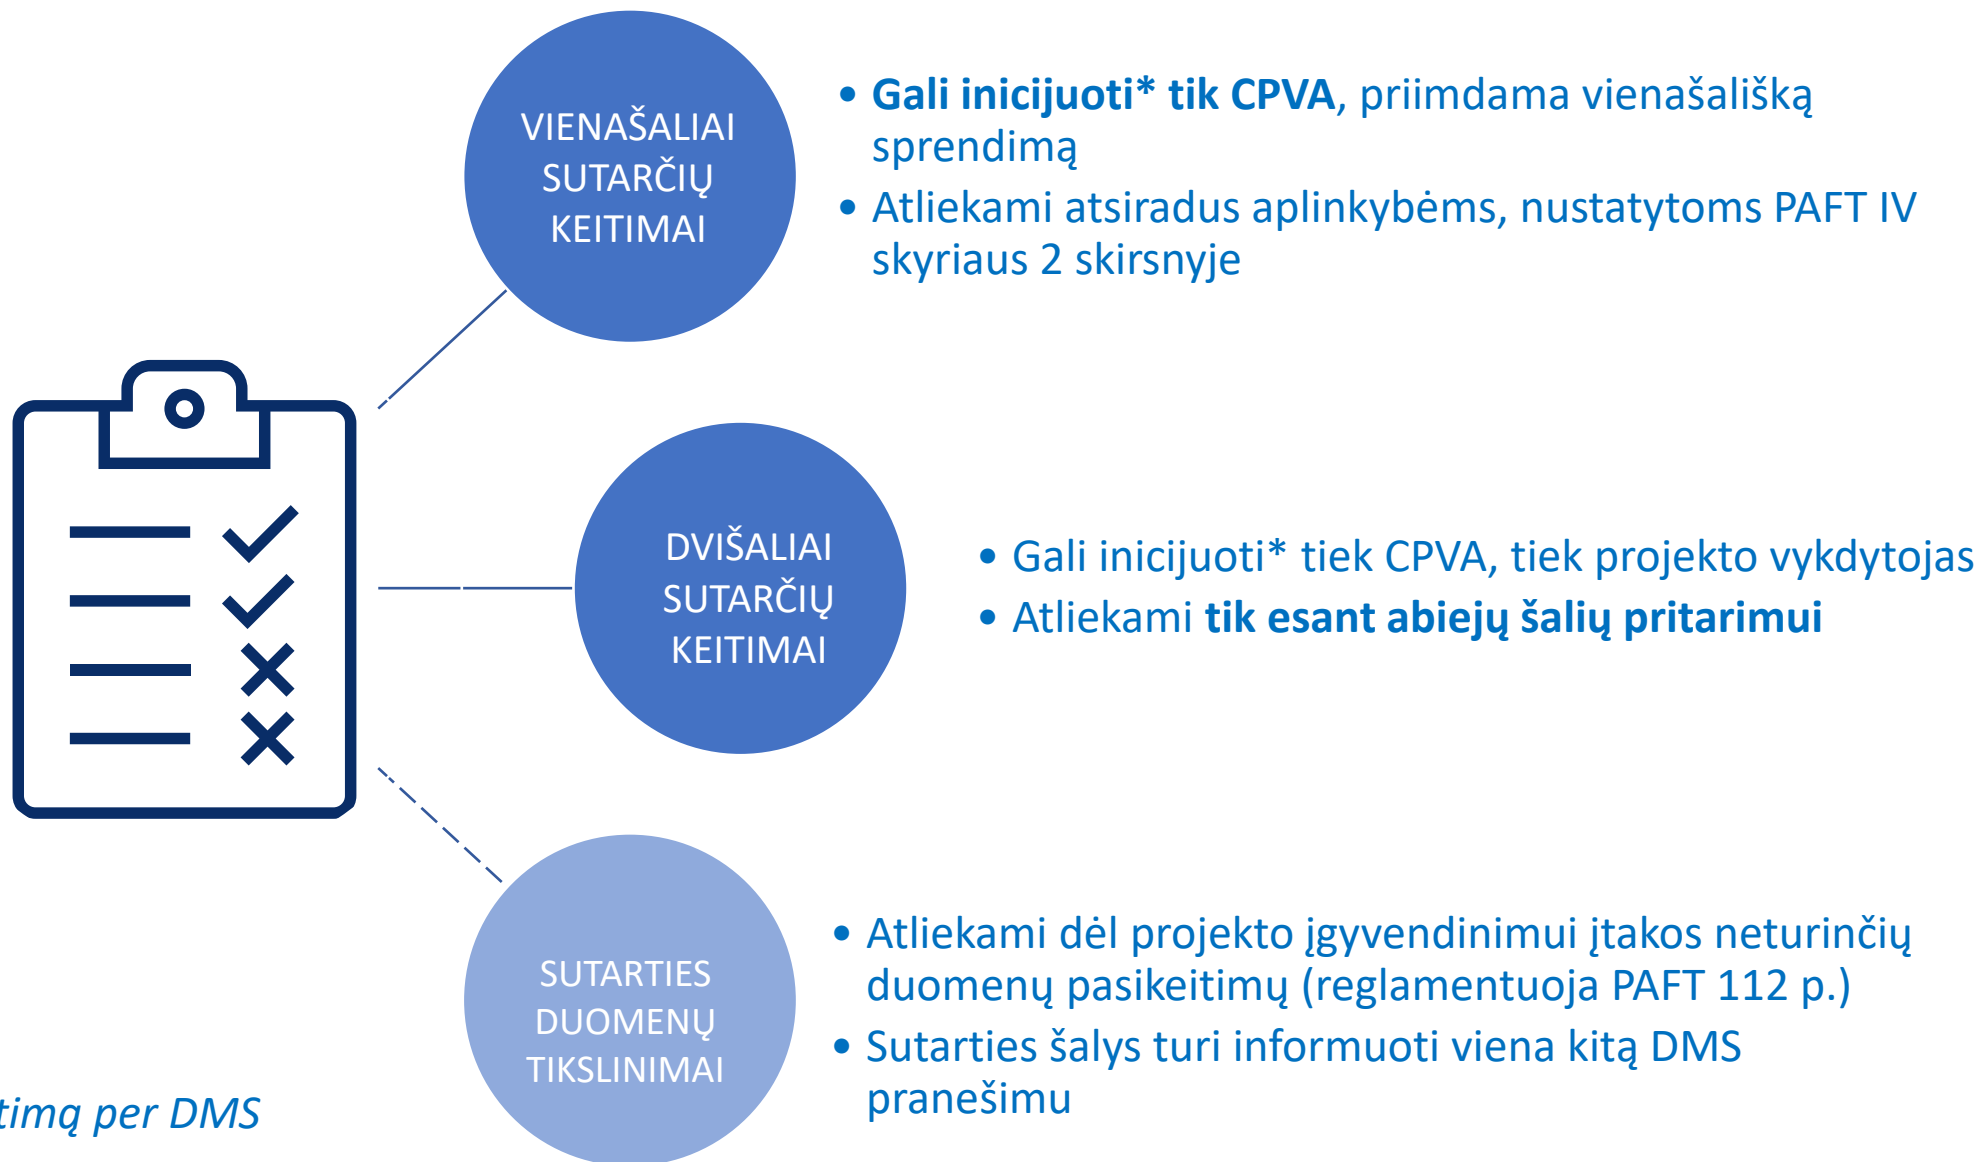 VIENAŠALIAI
SUTARČIŲ
KEITIMAI
• Gali inicijuoti* tik CPVA, priimdama vienašališką
sprendimą
• Atliekami atsiradus aplinkybėms, nustatytoms PAFT IV
skyriaus 2 skirsnyje
DVIŠALIAI
SUTARČIŲ
KEITIMAI
• Gali inicijuoti* tiek CPVA, tiek projekto vykdytojas
• Atliekami tik esant abiejų šalių pritarimui
SUTARTIES
DUOMENŲ
TIKSLINIMAI
• Atliekami dėl projekto įgyvendinimui įtakos neturinčių
duomenų pasikeitimų (reglamentuoja PAFT 112 p.)
• Sutarties šalys turi informuoti viena kitą DMS
pranešimu
timą per DMS